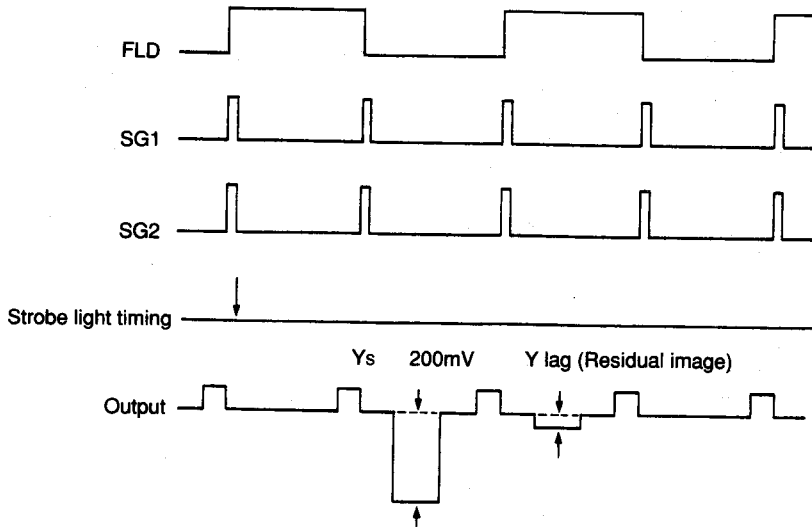 FLD
SG1
SG2
Strobe light timing
Ys 200mV Y lag (Residual image)
Output